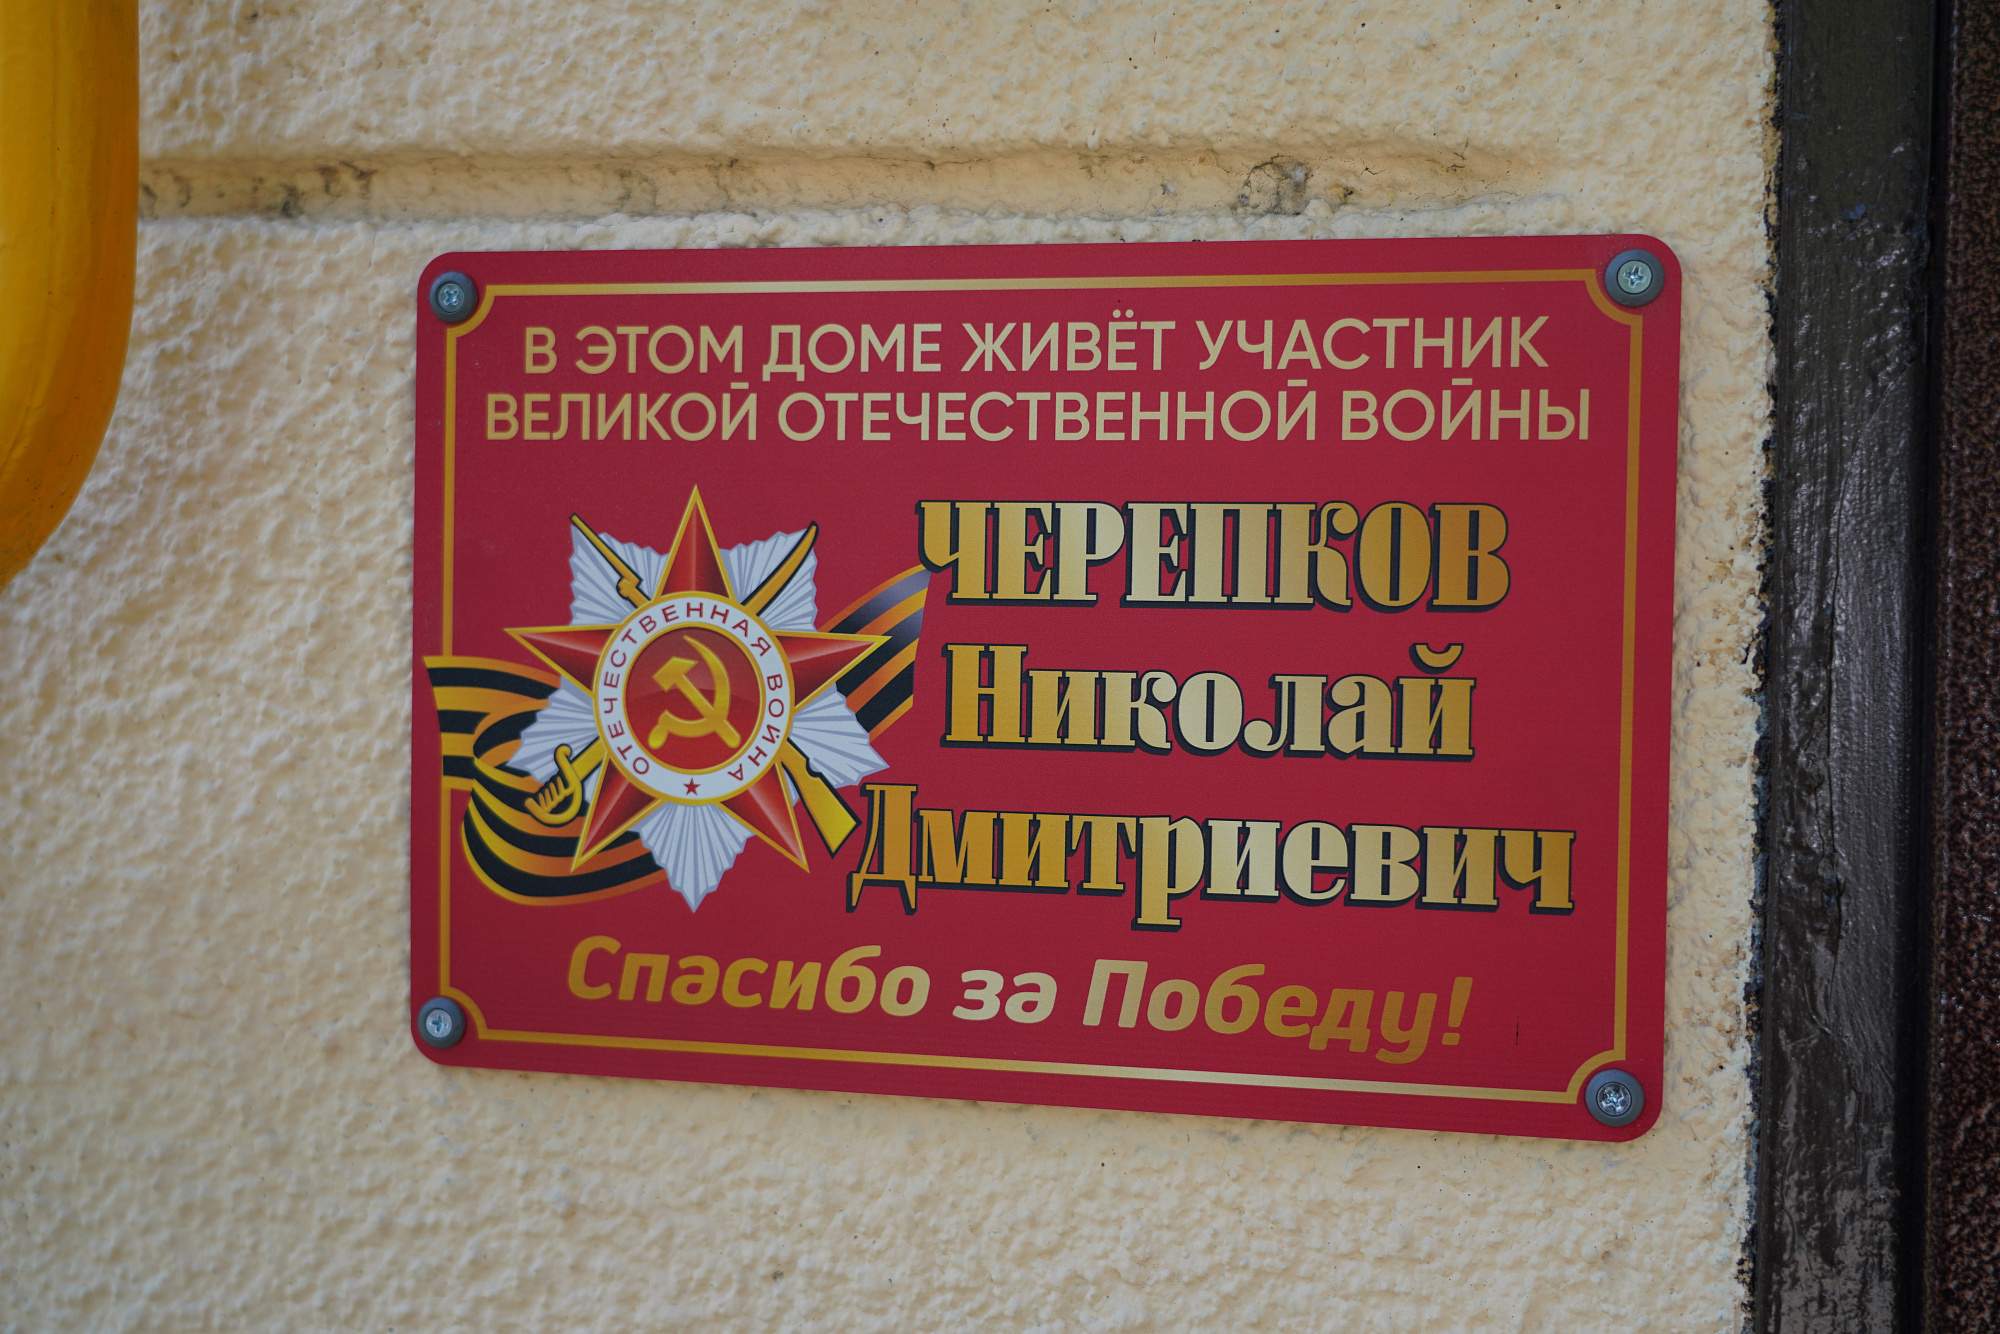 В ЭТОМ ДОМЕ ЖИВЁТ УЧАСТНИК
ВЕЛИКОЙ ОТЕЧЕСТВЕННОЙ ВОЙНЫ
ЧЕРЕПКОВ
Николай
Дмитриевич
ОТЕЧЕСТВЕННАЯ ВОЙНА
Спасибо за Победу!